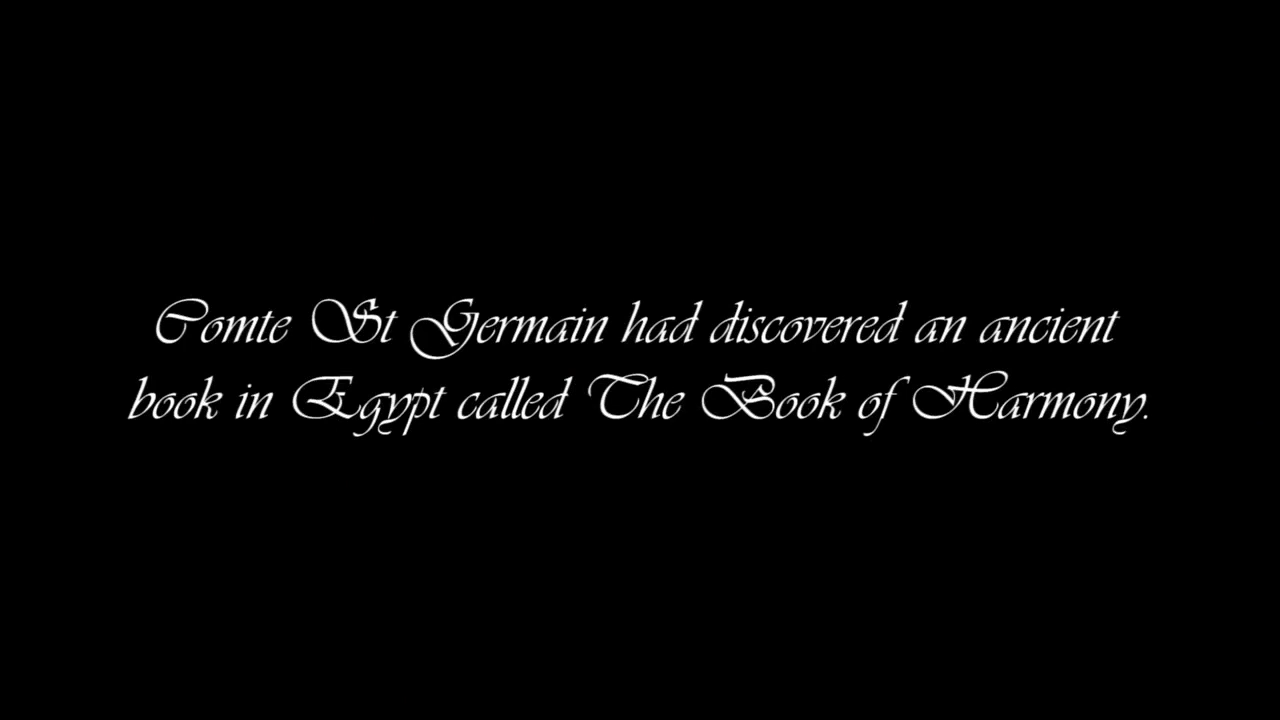 Comte St Germain had discovered an ancient
book in Egypt called The Book of Harmony.